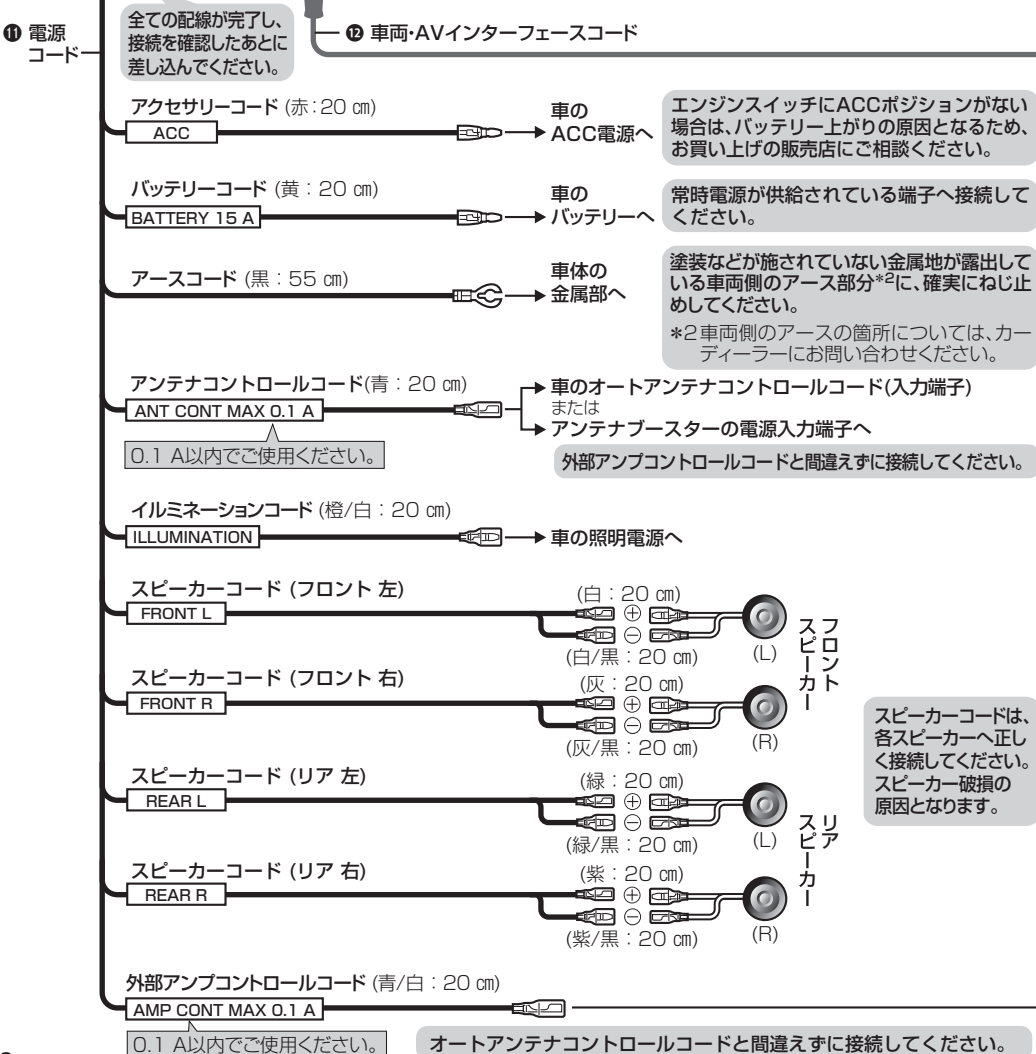 ⓫ 電源
コード
全ての配線が完了し、
接続を確認したあとに
差し込んでください。
⓬ 車両・AVインターフェースコード
アクセサリーコード (赤：20 ㎝)
ACC
車の
ACC電源へ
エンジンスイッチにACCポジションがない
場合は、バッテリー上がりの原因となるため、
お買い上げの販売店にご相談ください。
バッテリーコード (黄：20 ㎝)
BATTERY 15 A
車の
バッテリーへ
常時電源が供給されている端子へ接続して
ください。
アースコード (黒：55 ㎝)
車体の
金属部へ
塗装などが施されていない金属地が露出して
いる車両側のアース部分*2に、確実にねじ止
めしてください。
*2 車両側のアースの箇所については、カー
ディーラーにお問い合わせください。
アンテナコントロールコード(青：20 ㎝)
ANT CONT MAX 0.1 A
0.1 A以内でご使用ください。
車のオートアンテナコントロールコード(入力端子)
または
アンテナブースターの電源入力端子へ
外部アンプコントロールコードと間違えずに接続してください。
イルミネーションコード (橙/白：20 ㎝)
ILLUMINATION
車の照明電源へ
スピーカーコード (フロント 左)
FRONT L
(白：20 ㎝)
⊕
⊖
(白/黒：20 ㎝)
(L)
スピーカーコード (フロント 右)
FRONT R
(灰：20 ㎝)
⊕
⊖
(灰/黒：20 ㎝)
(R)
フロント
スピーカー
スピーカーコードは、
各スピーカーへ正し
く接続してください。
スピーカー破損の
原因となります。
スピーカーコード (リア 左)
REAR L
(緑：20 ㎝)
⊕
⊖
(緑/黒：20 ㎝)
(L)
スピーカーコード (リア 右)
REAR R
(紫：20 ㎝)
⊕
⊖
(紫/黒：20 ㎝)
(R)
リア
スピーカー
外部アンプコントロールコード (青/白：20 ㎝)
AMP CONT MAX 0.1 A
0.1 A以内でご使用ください。
オートアンテナコントロールコードと間違えずに接続してください。